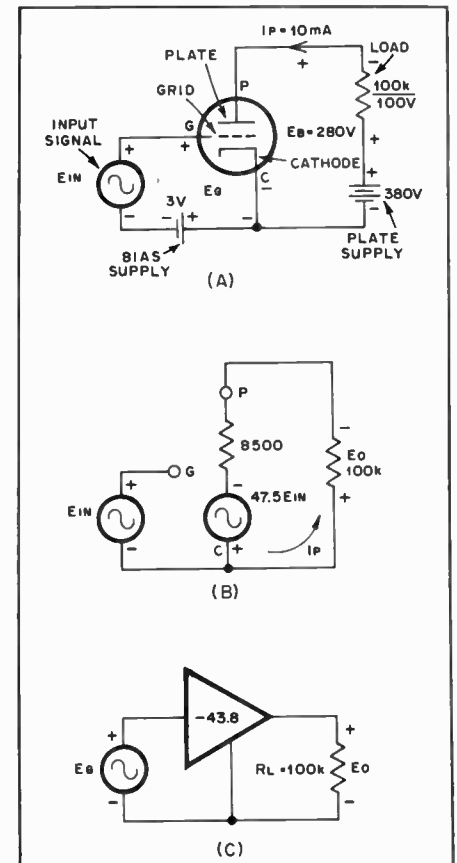 IP=10mA
PLATE
LOAD
P
100k
100V
GRID
INPUT
SIGNAL
G
EB=280V
+
+
CATHODE
EIN
C
EG
380V
3V
PLATE
SUPPLY
BIAS
SUPPLY
(A)
P
8500
EO
100k
G
EIN
47.5EIN
C
+
IP
(B)
-43.8
EG
RL=100k
EO
(C)